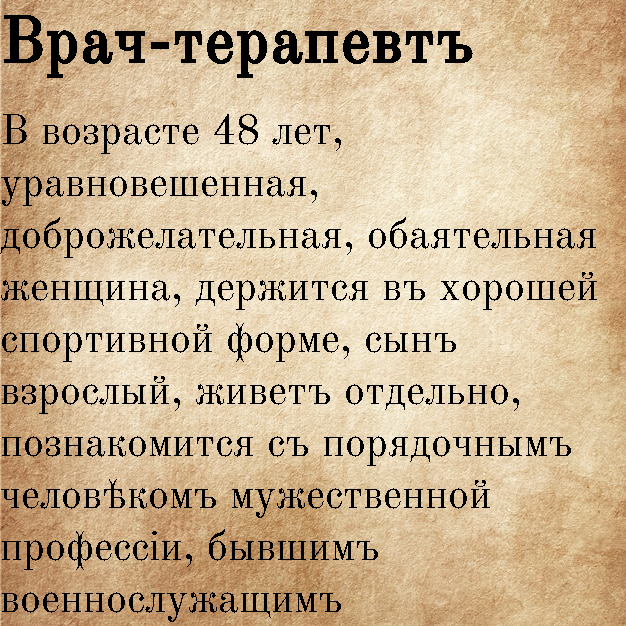 Врач-терапевтъ
В возрасте 48 лет,
уравновешенная,
доброжелательная, обаятельная
женщина, держится въ хорошей
спортивной форме, сынъ
взрослый, живетъ отдельно,
познакомится съ порядочнымъ
человѣкомъ мужественной
профессіи, бывшимъ
военнослужащимъ